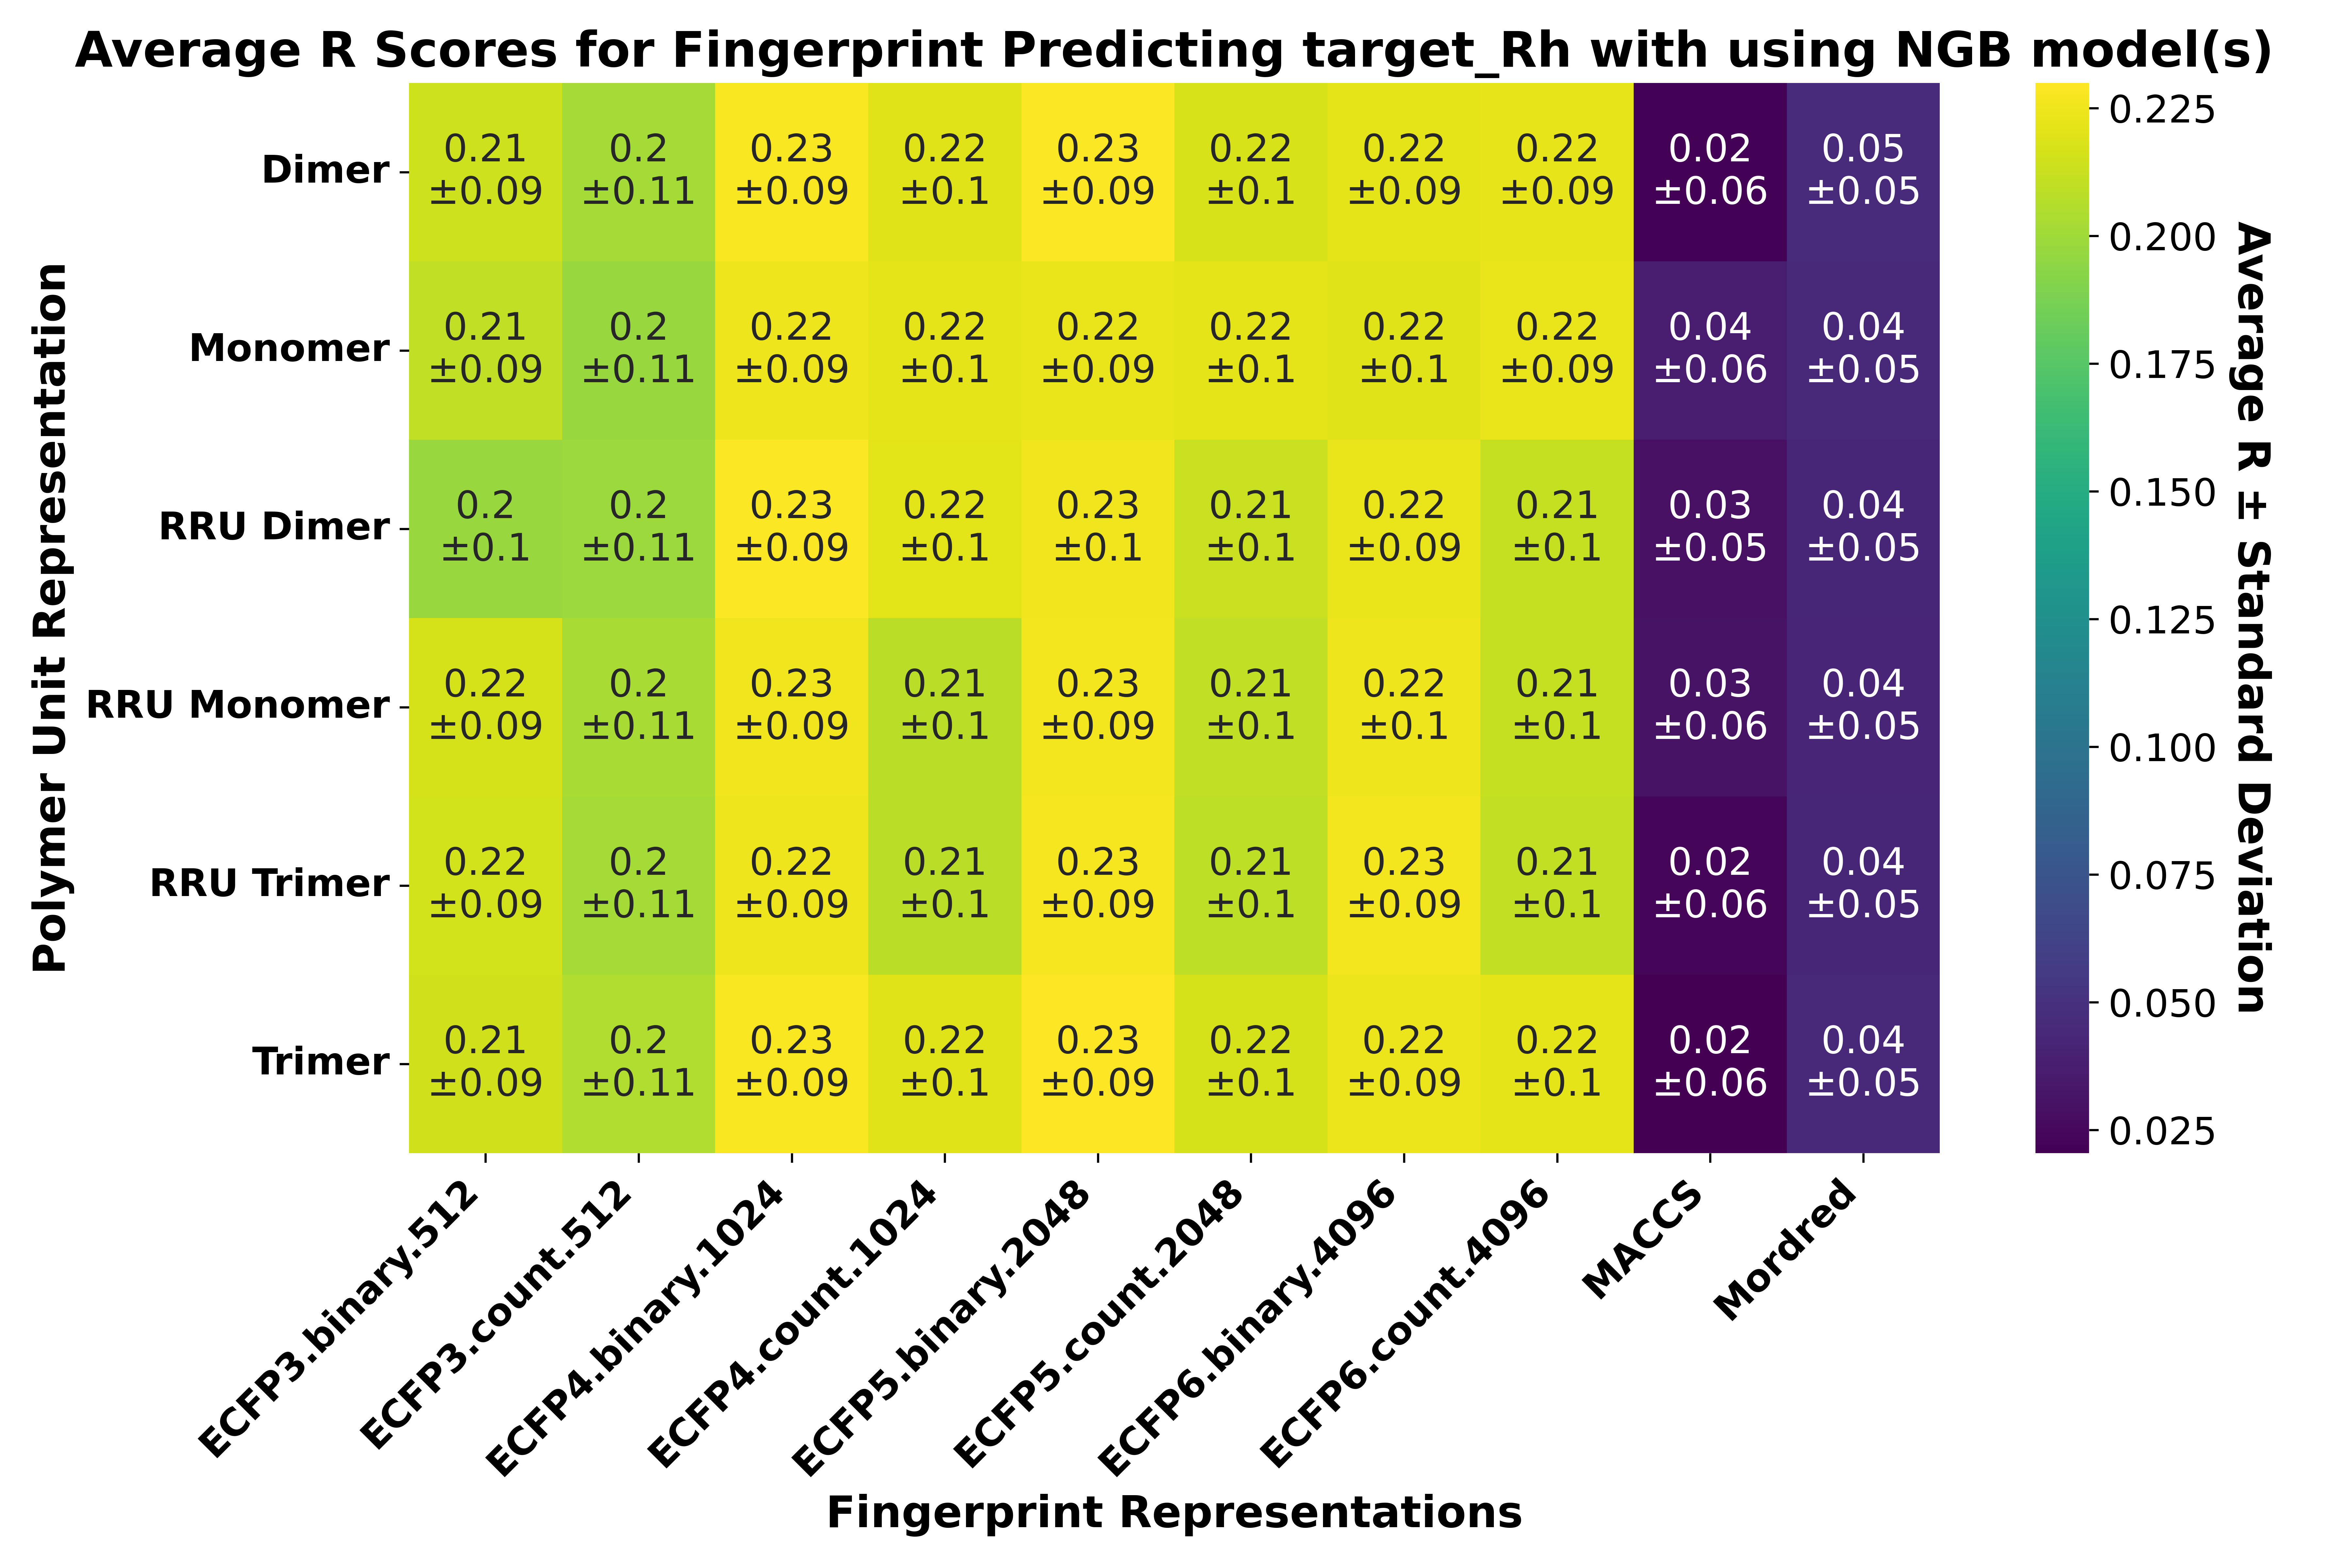 Average R Scores for Fingerprint Predicting target_Rh with using NGB model(s)
Polymer Unit Representation
Dimer
0.21 0.2 0.23 0.22 0.23 0.22 0.22 0.22 0.02 0.05
±0.09 ±0.11 ±0.09 ±0.1 ±0.09 ±0.1 ±0.09 ±0.09 ±0.06 ±0.05
Monomer
0.21 0.2 0.22 0.22 0.22 0.22 0.22 0.22 0.04 0.04
±0.09 ±0.11 ±0.09 ±0.1 ±0.09 ±0.1 ±0.1 ±0.09 ±0.06 ±0.05
RRU Dimer
0.2 0.2 0.23 0.22 0.23 0.21 0.22 0.21 0.03 0.04
±0.1 ±0.11 ±0.09 ±0.1 ±0.1 ±0.1 ±0.09 ±0.1 ±0.05 ±0.05
RRU Monomer
0.22 0.2 0.23 0.21 0.23 0.21 0.22 0.21 0.03 0.04
±0.09 ±0.11 ±0.09 ±0.1 ±0.09 ±0.1 ±0.1 ±0.1 ±0.06 ±0.05
RRU Trimer
0.22 0.2 0.22 0.21 0.23 0.21 0.23 0.21 0.02 0.04
±0.09 ±0.11 ±0.09 ±0.1 ±0.09 ±0.1 ±0.09 ±0.1 ±0.06 ±0.05
Trimer
0.21 0.2 0.23 0.22 0.23 0.22 0.22 0.22 0.02 0.04
±0.09 ±0.11 ±0.09 ±0.1 ±0.09 ±0.1 ±0.09 ±0.1 ±0.06 ±0.05
ECFP3.binary.512
ECFP3.count.512
ECFP4.binary.1024
ECFP4.count.1024
ECFP5.binary.2048
ECFP5.count.2048
ECFP6.binary.4096
ECFP6.count.4096
MACCS
Mordred
Fingerprint Representations
0.225
0.200
0.175
0.150
0.125
0.100
0.075
0.050
0.025
Average R ± Standard Deviation